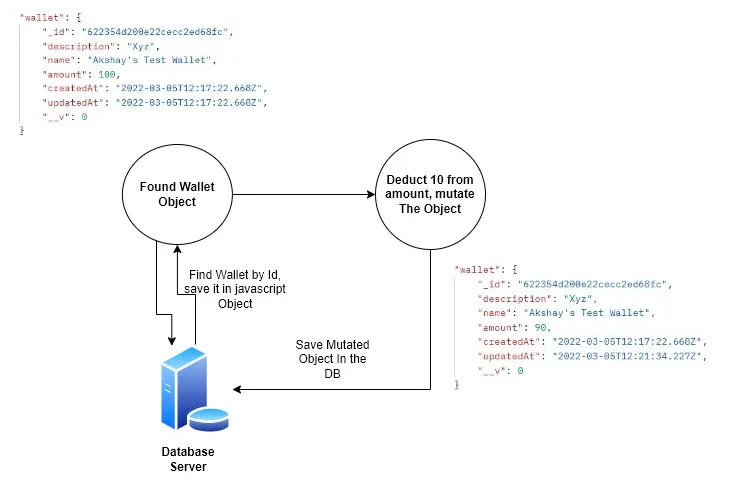 "wallet": {
"_id": "622354d200e22cecc2ed68fc",
"description": "Xyz",
"name": "Akshay's Test Wallet",
"amount": 100,
"createdAt": "2022-03-05T12:17:22.668Z",
"updatedAt": "2022-03-05T12:17:22.668Z",
"__v": 0
}
Found Wallet
Object
Deduct 10 from
amount, mutate
The Object
Find Wallet by Id,
save it in javascript
Object
"wallet": {
"_id": "622354d200e22cecc2ed68fc",
"description": "Xyz",
"name": "Akshay's Test Wallet",
"amount": 90,
"createdAt": "2022-03-05T12:17:22.668Z",
"updatedAt": "2022-03-05T12:21:34.227Z",
"__v": 0
}
Save Mutated
Object In the
DB
Database
Server